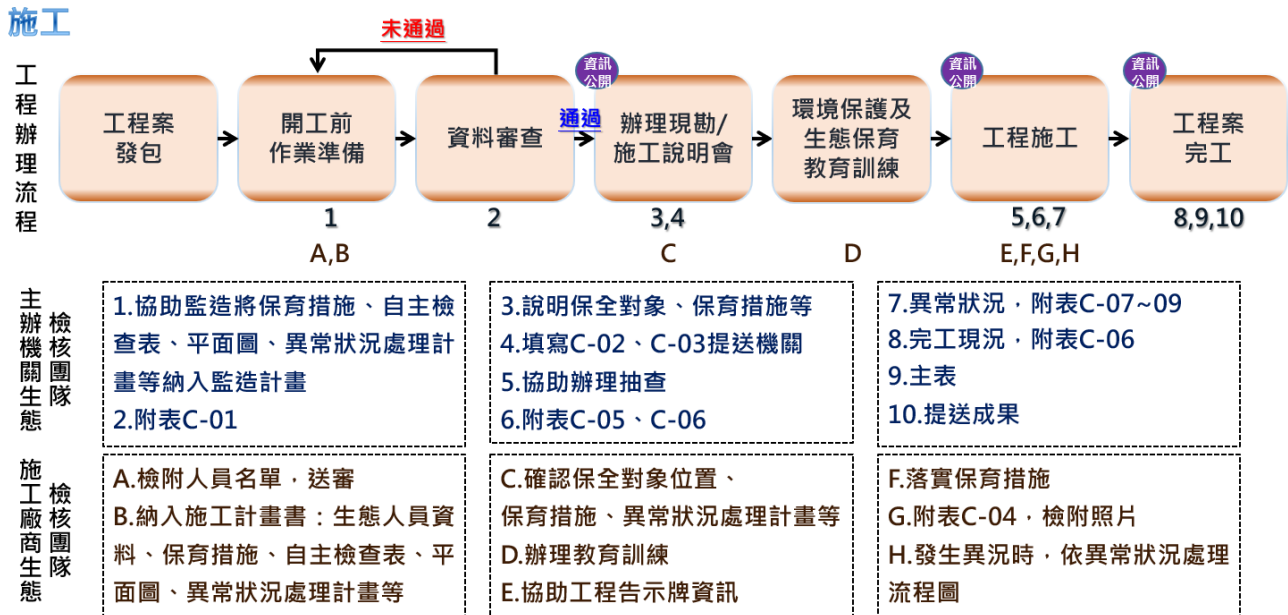 施工
工程辦理流程
未通過
工程案
發包
開工前
作業準備
資料審查
通過
資訊
公開
辦理現勘/
施工說明會
環境保護及
生態保育
教育訓練
資訊
公開
工程施工
資訊
公開
工程案
完工
1
2
3,4
5,6,7
8,9,10
A,B
C
D
E,F,G,H
主辦機關生態
檢核團隊
1.協助監造將保育措施、自主檢
查表、平面圖、異常狀況處理計
畫等納入監造計畫
2.附表C-01
3.說明保全對象、保育措施等
4.填寫C-02、C-03提送機關
5.協助辦理抽查
6.附表C-05、C-06
7.異常狀況，附表C-07~09
8.完工現況，附表C-06
9.主表
10.提送成果
施工廠商生態
檢核團隊
A.檢附人員名單，送審
B.納入施工計畫書：生態人員資
料、保育措施、自主檢查表、平
面圖、異常狀況處理計畫等
C.確認保全對象位置、
保育措施、異常狀況處理計畫等
D.辦理教育訓練
E.協助工程告示牌資訊
F.落實保育措施
G.附表C-04，檢附照片
H.發生異況時，依異常狀況處理
流程圖